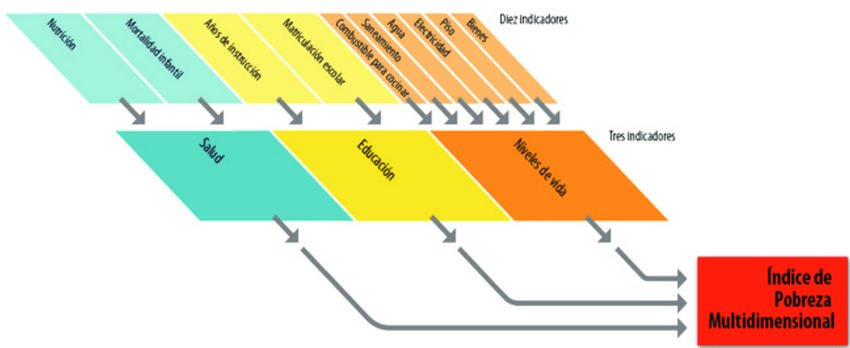 Nutrición
Mortalidad infantil
Años de instrucción
Matriculación escolar
Combustible para cocinar
Saneamiento
Agua
Electricidad
Piso
Bienes
Diez indicadores
Salud
Educación
Niveles de vida
Tres indicadores
Índice de
Pobreza
Multidimensional